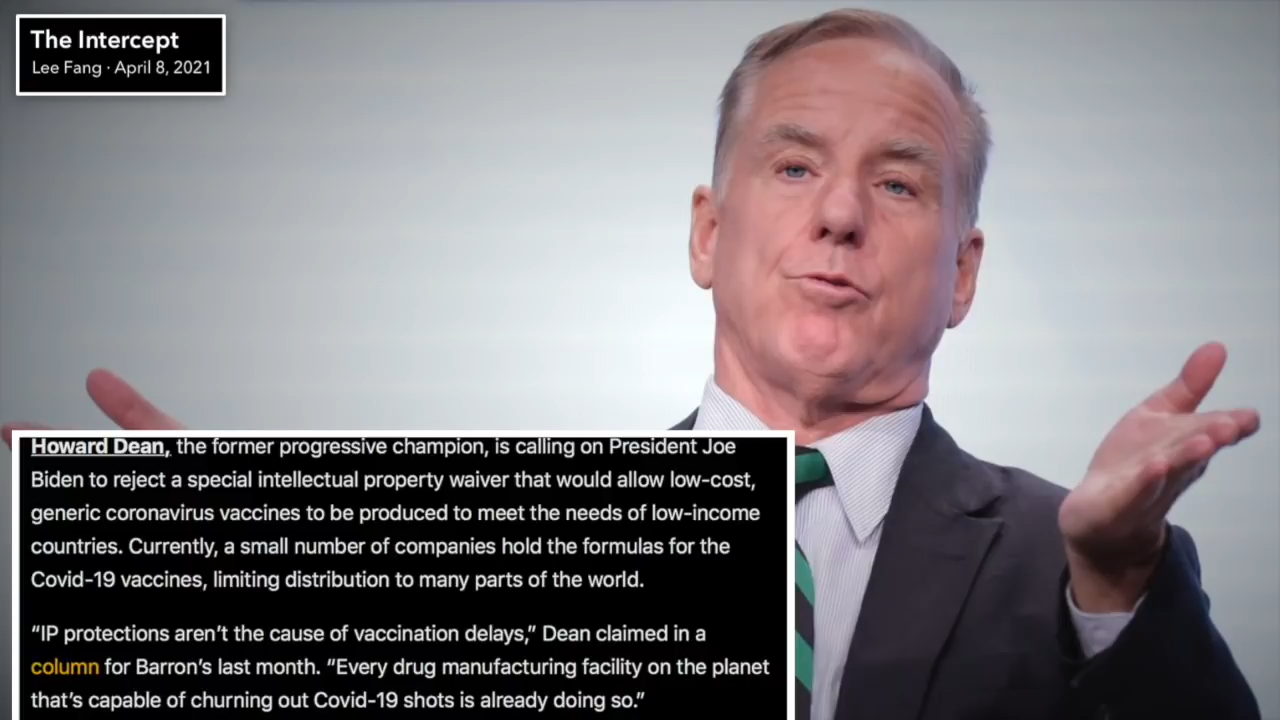 The Intercept
Lee Fang · April 8, 2021
Howard Dean, the former progressive champion, is calling on President Joe
Biden to reject a special intellectual property waiver that would allow low-cost,
generic coronavirus vaccines to be produced to meet the needs of low-income
countries. Currently, a small number of companies hold the formulas for the
Covid-19 vaccines, limiting distribution to many parts of the world.
“IP protections aren’t the cause of vaccination delays,” Dean claimed in a
column for Barron’s last month. “Every drug manufacturing facility on the planet
that’s capable of churning out Covid-19 shots is already doing so.”